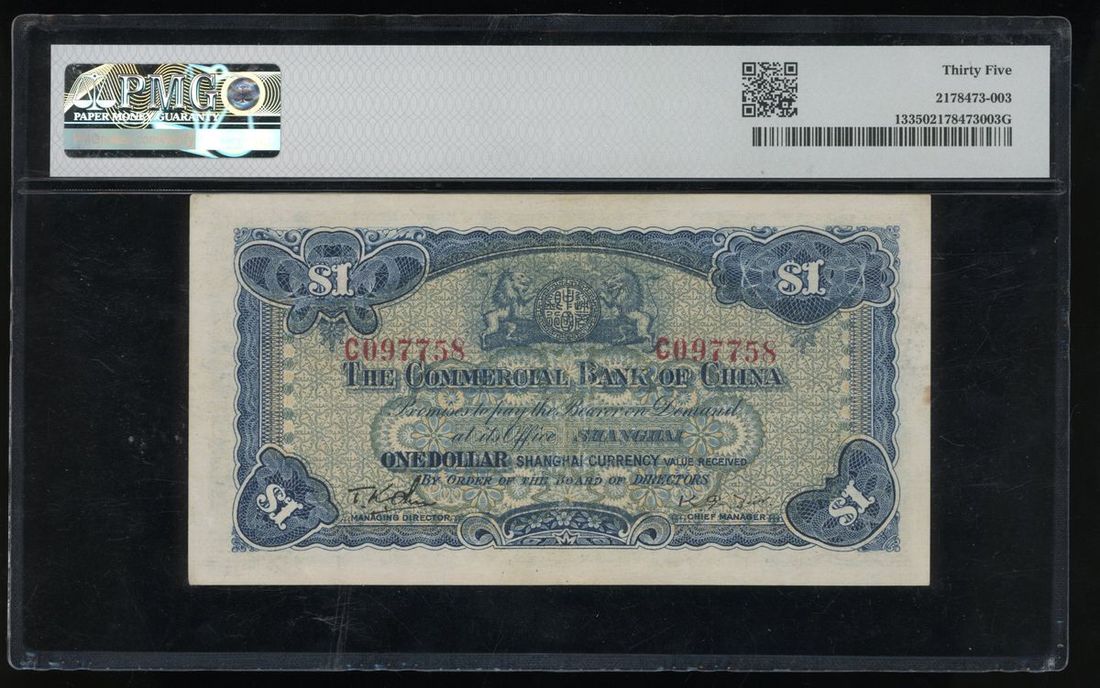 PMG
PAPER MONEY GUARANTY
Thirty Five
2178473-003
133502178473003G
$1 $1
C097758 C097758
THE COMMERCIAL BANK OF CHINA
Promises to pay the Bearer on Demand
at its Office SHANGHAI
ONE DOLLAR SHANGHAI CURRENCY VALUE RECEIVED
BY ORDER OF THE BOARD OF DIRECTORS
$1 $1
MANAGING DIRECTOR. CHIEF MANAGER